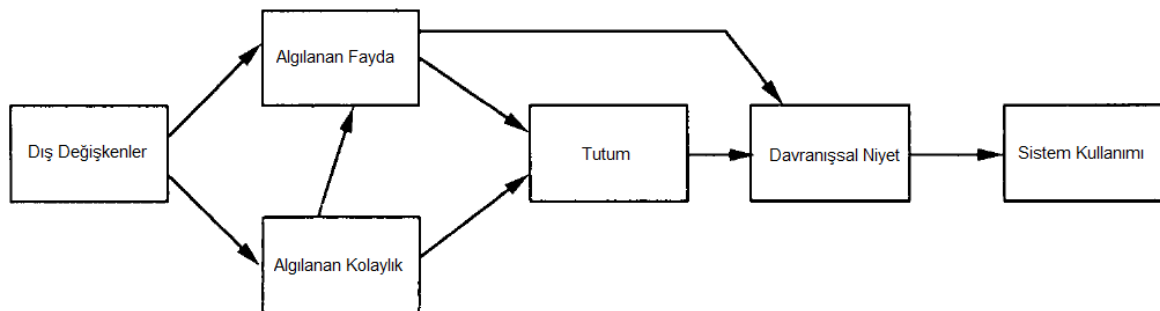 Algılanan Fayda
Dış Değişkenler
Tutum
Davranışsal Niyet
Sistem Kullanımı
Algılanan Kolaylık